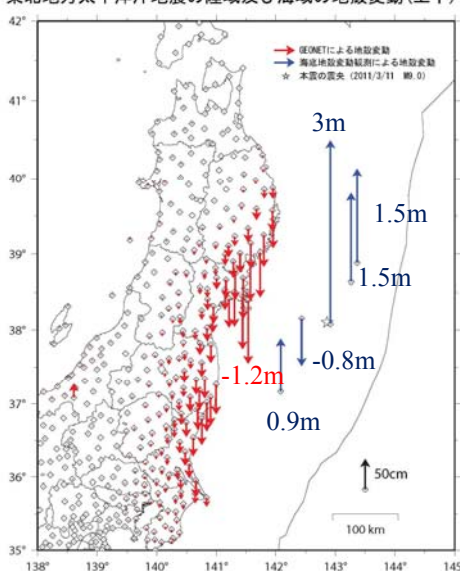 東北地方太平洋沖地震の陸域及び海域の地殻変動(上下)
42°
GEONETによる地殻変動
海底地殻変動観測による地殻変動
本震の震央 (2011/3/11 M9.0)
41°
3m
40°
1.5m
39°
1.5m
38°
-0.8m
-1.2m
37°
0.9m
36°
50cm
100 km
35°
138° 139° 140° 141° 142° 143° 144° 145